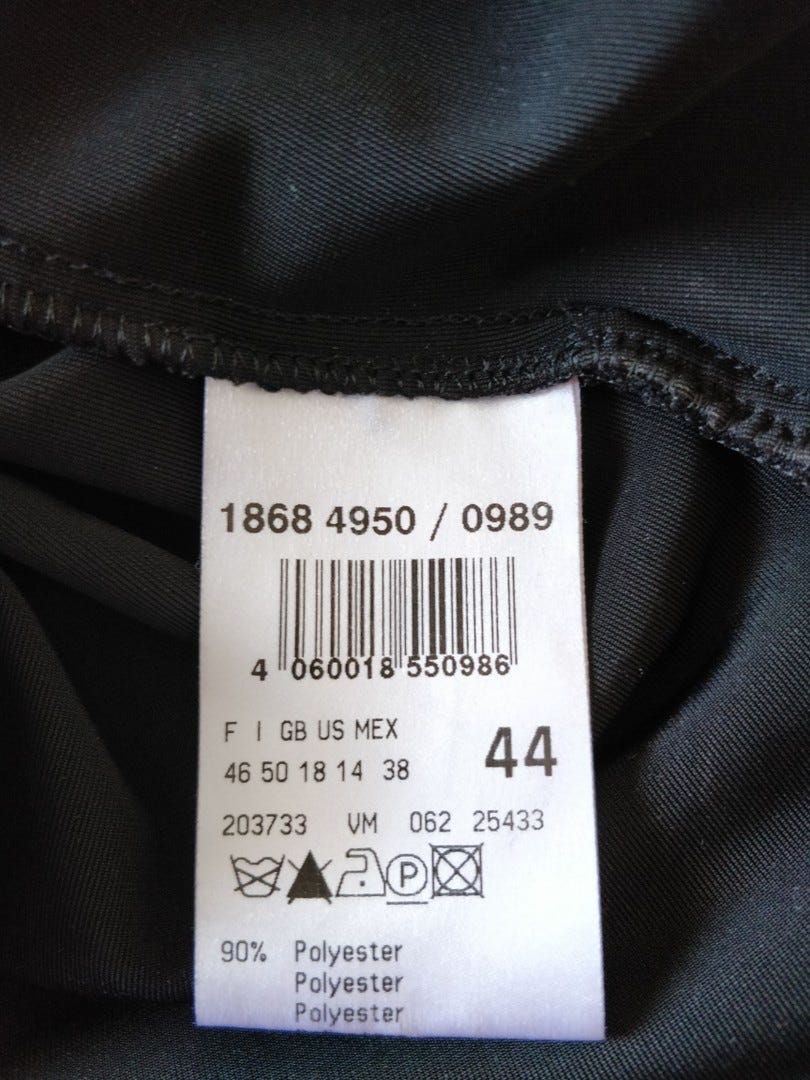 1868 4950 / 0989
4 060018 550986
F I GB US MEX
46 50 18 14 38
44
203733 VM 062 25433
P
90% Polyester
Polyester
Polyester